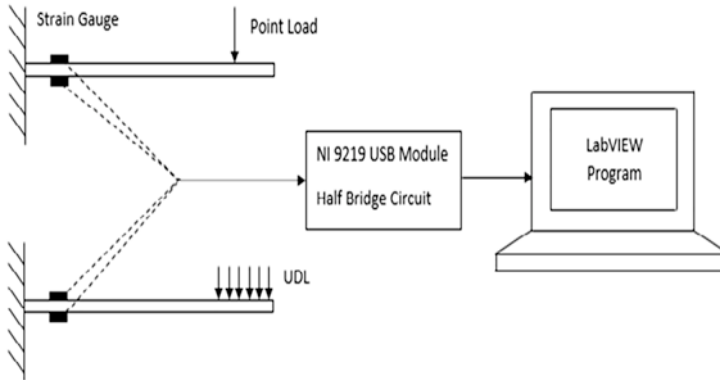 Strain Gauge
Point Load
NI 9219 USB Module
Half Bridge Circuit
LabVIEW
Program
UDL